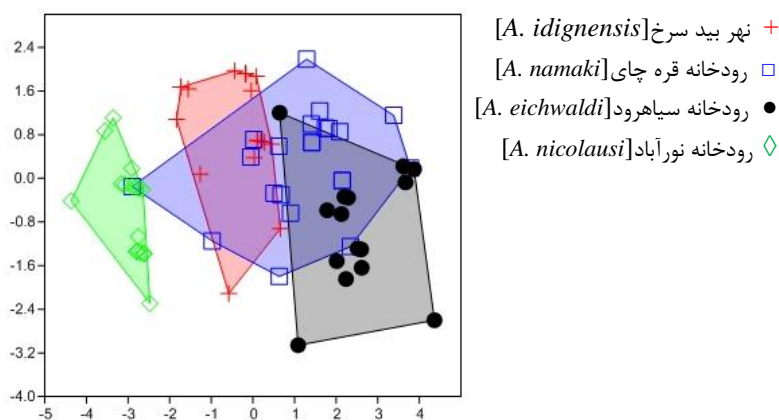 نهر بید سرخ[A. idignensis]
رودخانه قره چای[A. namaki]
رودخانه سیاهرود[A. eichwaldi]
رودخانه نورآباد[A. nicolausi]
2.4
1.6
0.8
0.0
-0.8
-1.6
-2.4
-3.2
-4.0
-5 -4 -3 -2 -1 0 1 2 3 4